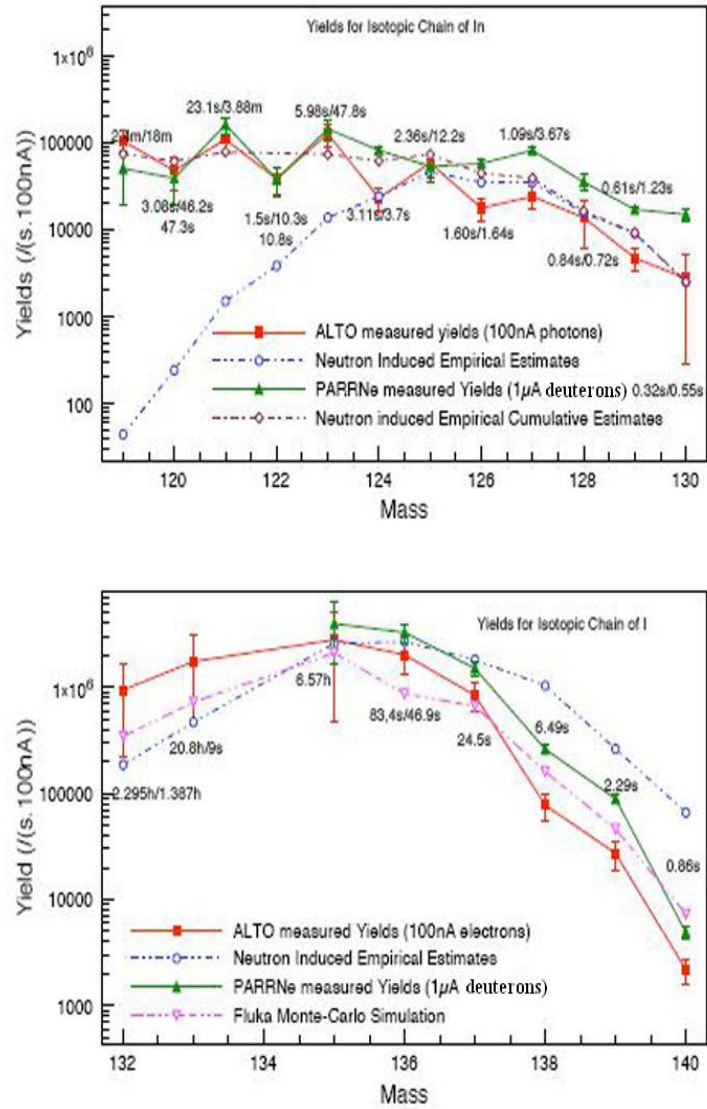 Yields for Isotopic Chain of In
1×10⁶
100000
10000
1000
100
Yields (/(s.100nA))
23.1s/3.88m
5.98s/47.8s
2.36s/12.2s
1.09s/3.67s
0.61s/1.23s
3.08s/46.2s
47.3s
1.5s/10.3s
10.8s
3.11s/3.7s
1.60s/1.64s
0.84s/0.72s
0.32s/0.55s
ALTO measured yields (100nA photons)
Neutron Induced Empirical Estimates
PARRNe measured Yields (1µA deuterons)
Neutron induced Empirical Cumulative Estimates
120 122 124 126 128 130
Mass
Yields for Isotopic Chain of I
1×10⁶
100000
10000
1000
Yield (/(s.100nA))
6.57h
83,4s/46.9s
20.8h/9s
24.5s
6.49s
2.29s
2.295h/1.387h
0.86s
ALTO measured Yields (100nA electrons)
Neutron Induced Empirical Estimates
PARRNe measured Yields (1µA deuterons)
Fluka Monte-Carlo Simulation
132 134 136 138 140
Mass